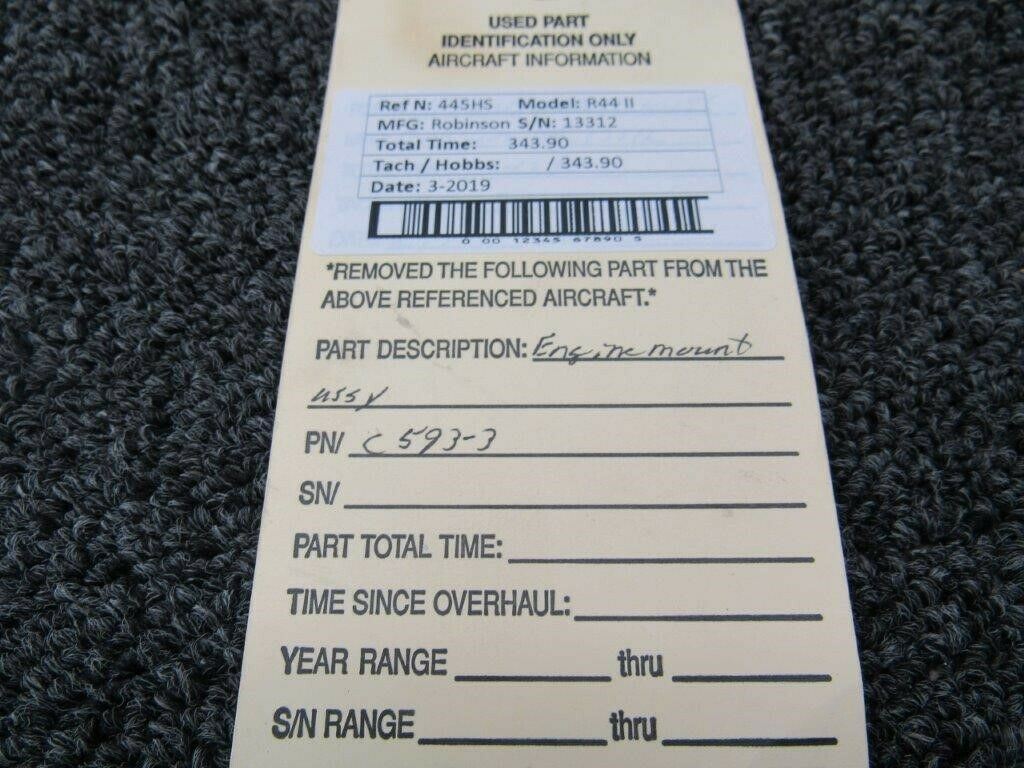 USED PART
IDENTIFICATION ONLY
AIRCRAFT INFORMATION
Ref N: 445HS Model: R44 II
MFG: Robinson S/N: 13312
Total Time: 343.90
Tach / Hobbs: / 343.90
Date: 3-2019
0 00 12345 67890 5
*REMOVED THE FOLLOWING PART FROM THE
ABOVE REFERENCED AIRCRAFT.*
PART DESCRIPTION: Engine mount
assy
PN/ C593-3
SN/
PART TOTAL TIME:
TIME SINCE OVERHAUL:
YEAR RANGE thru
S/N RANGE thru